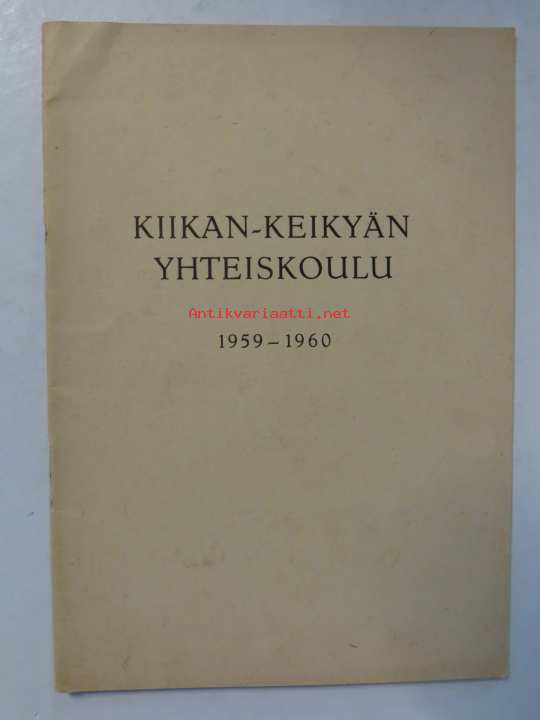 KIIKAN-KEIKYÄN
YHTEISKOULU
Antikvariaatti.net
1959–1960